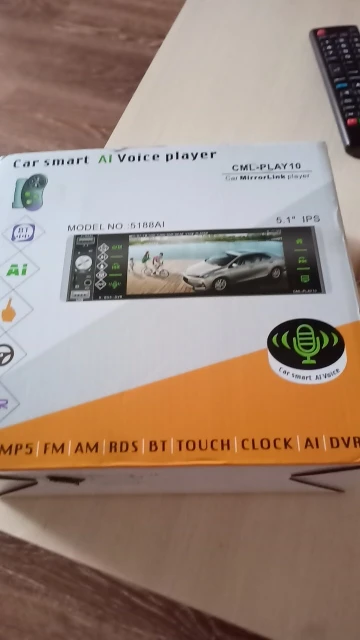 Car smart AI Voice player
CML-PLAY10
Car MirrorLink player
BT
MODEL NO :5188AI
5.1" IPS
AI
Car smart AI Voice
MP5 | FM | AM | RDS | BT | TOUCH | CLOCK | AI | DVR